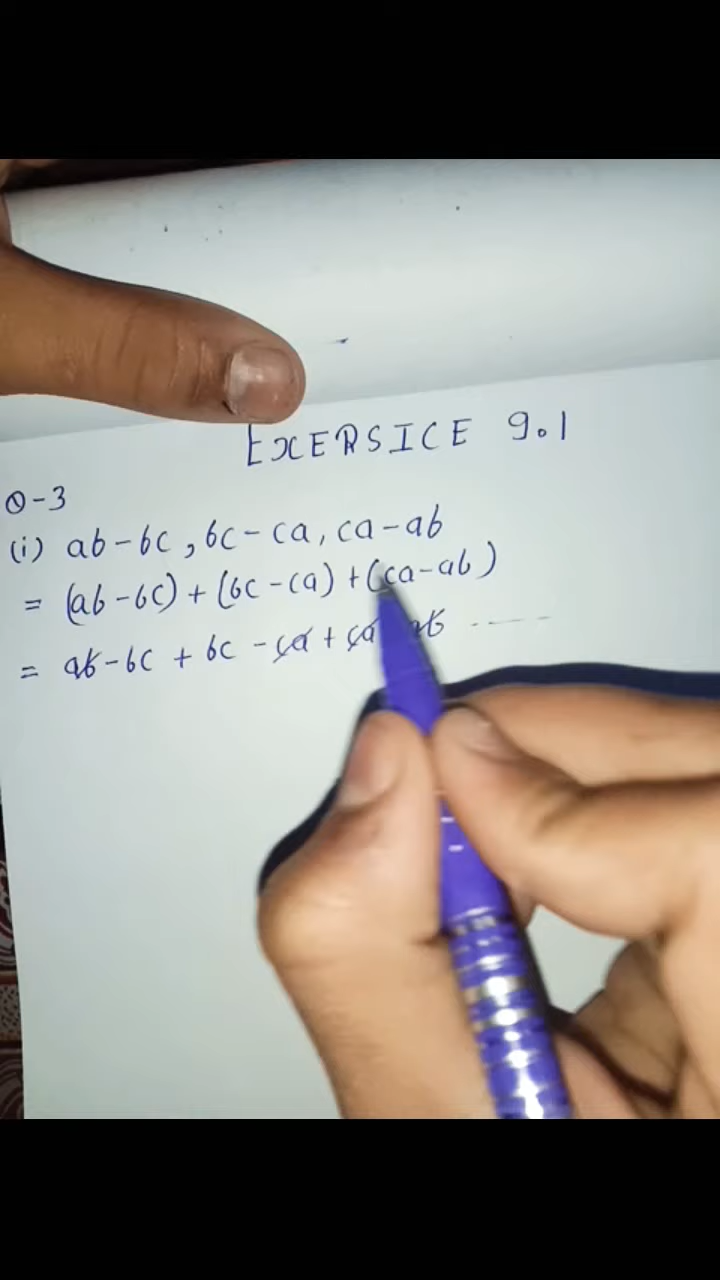 EXERSICE 9.1
Q-3
(i) ab-bc, bc-ca, ca-ab
= (ab-bc)+(bc-ca)+(ca-ab)
= ab-bc + bc -ca + ca ab -----